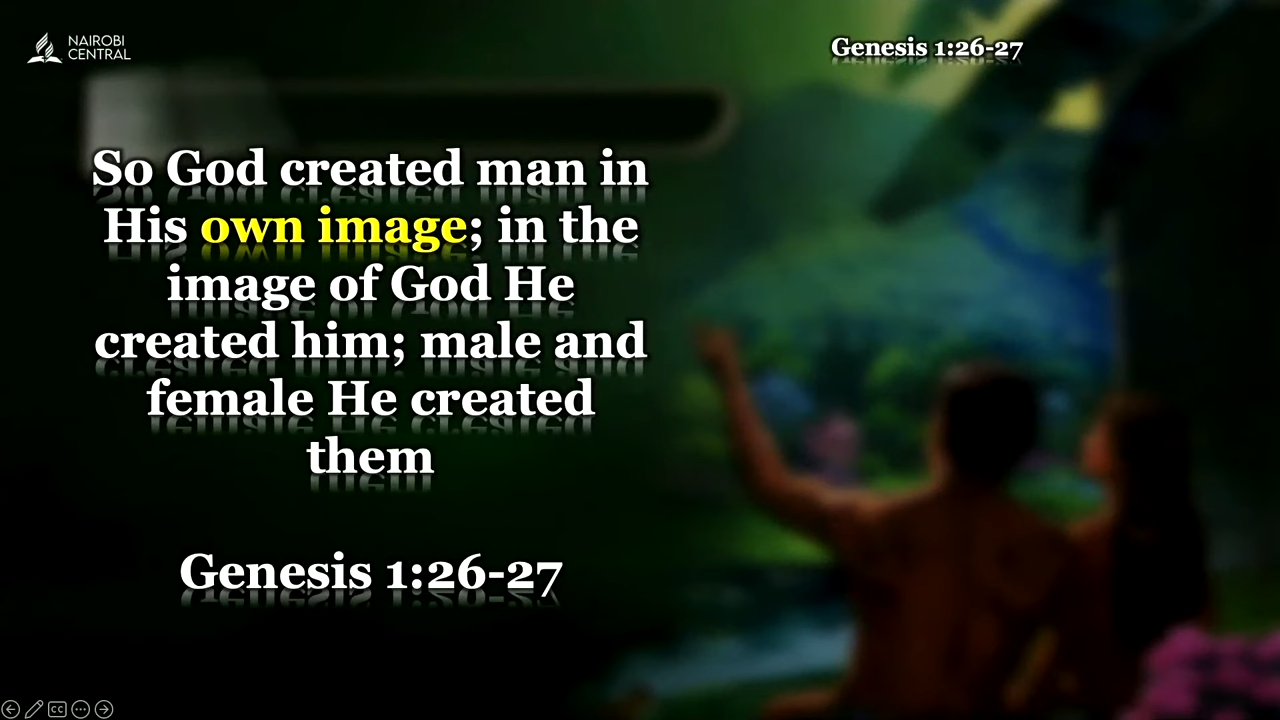 NAIROBI
CENTRAL
Genesis 1:26-27
So God created man in
His own image; in the
image of God He
created him; male and
female He created
them
Genesis 1:26-27
CC